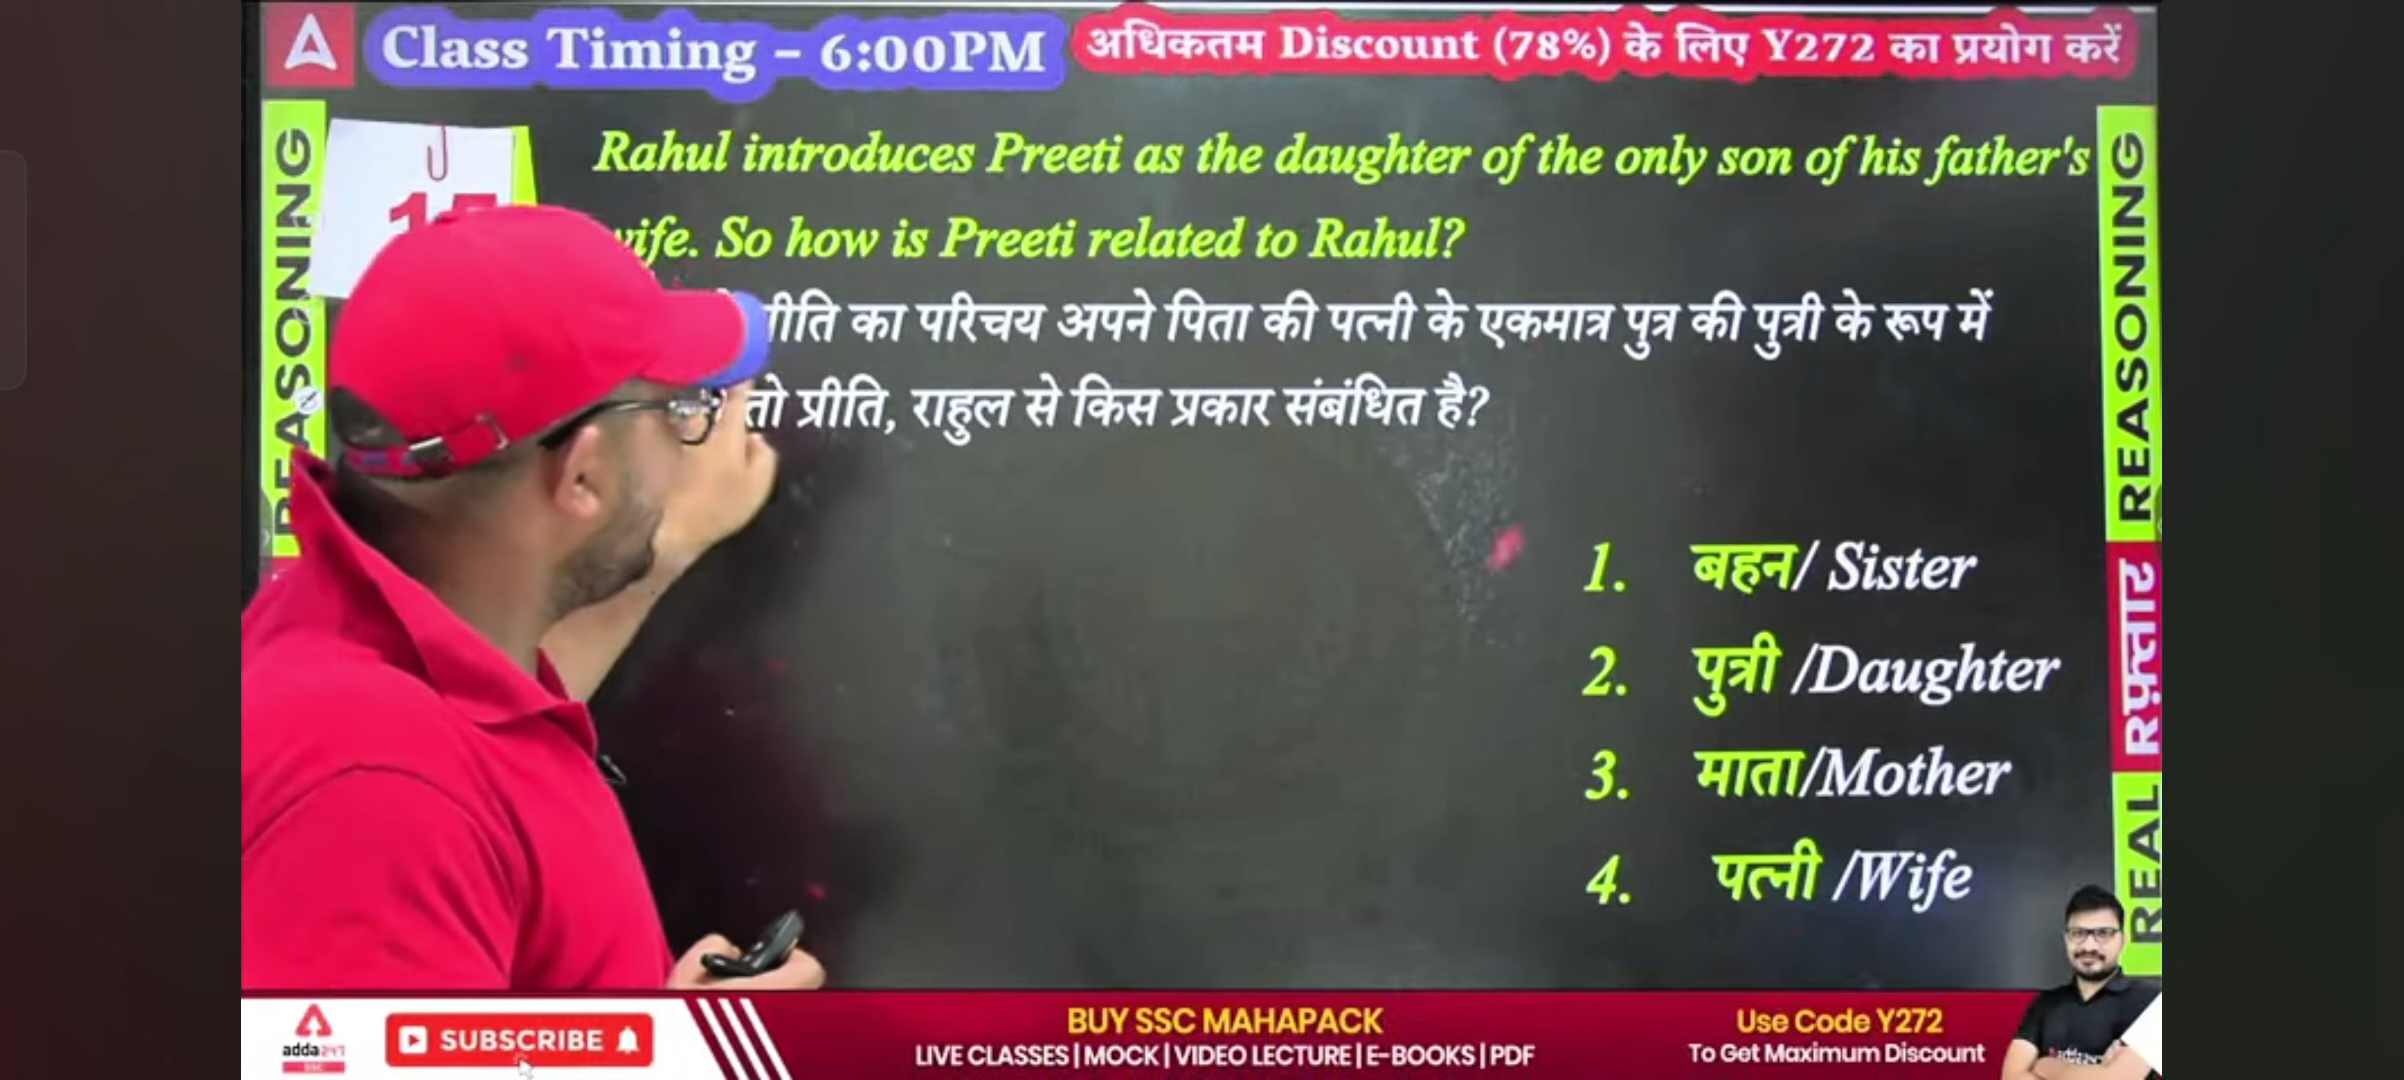 Class Timing - 6:00PM
अधिकतम Discount (78%) के लिए Y272 का प्रयोग करें
REASONING
Rahul introduces Preeti as the daughter of the only son of his father's
wife. So how is Preeti related to Rahul?
का परिचय अपने पिता की पत्नी के एकमात्र पुत्र की पुत्री के रूप में
तो प्रीति, राहुल से किस प्रकार संबंधित है?
1. बहन/ Sister
2. पुत्री /Daughter
3. माता/Mother
4. पत्नी /Wife
REASONING
REAL
adda247
SSC
SUBSCRIBE
BUY SSC MAHAPACK
LIVE CLASSES | MOCK | VIDEO LECTURE | E-BOOKS | PDF
Use Code Y272
To Get Maximum Discount